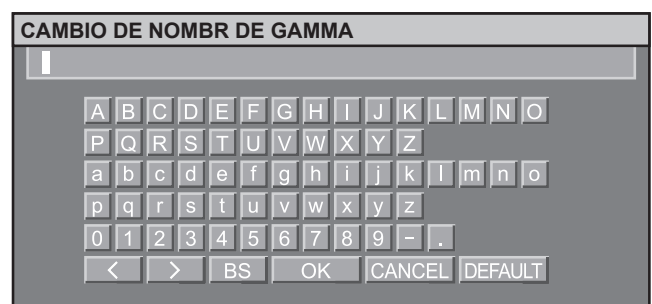 CAMBIO DE NOMBR DE GAMMA
A B C D E F G H I J K L M N O
P Q R S T U V W X Y Z
a b c d e f g h i j k l m n o
p q r s t u v w x y z
0 1 2 3 4 5 6 7 8 9 - .
< > BS OK CANCEL DEFAULT